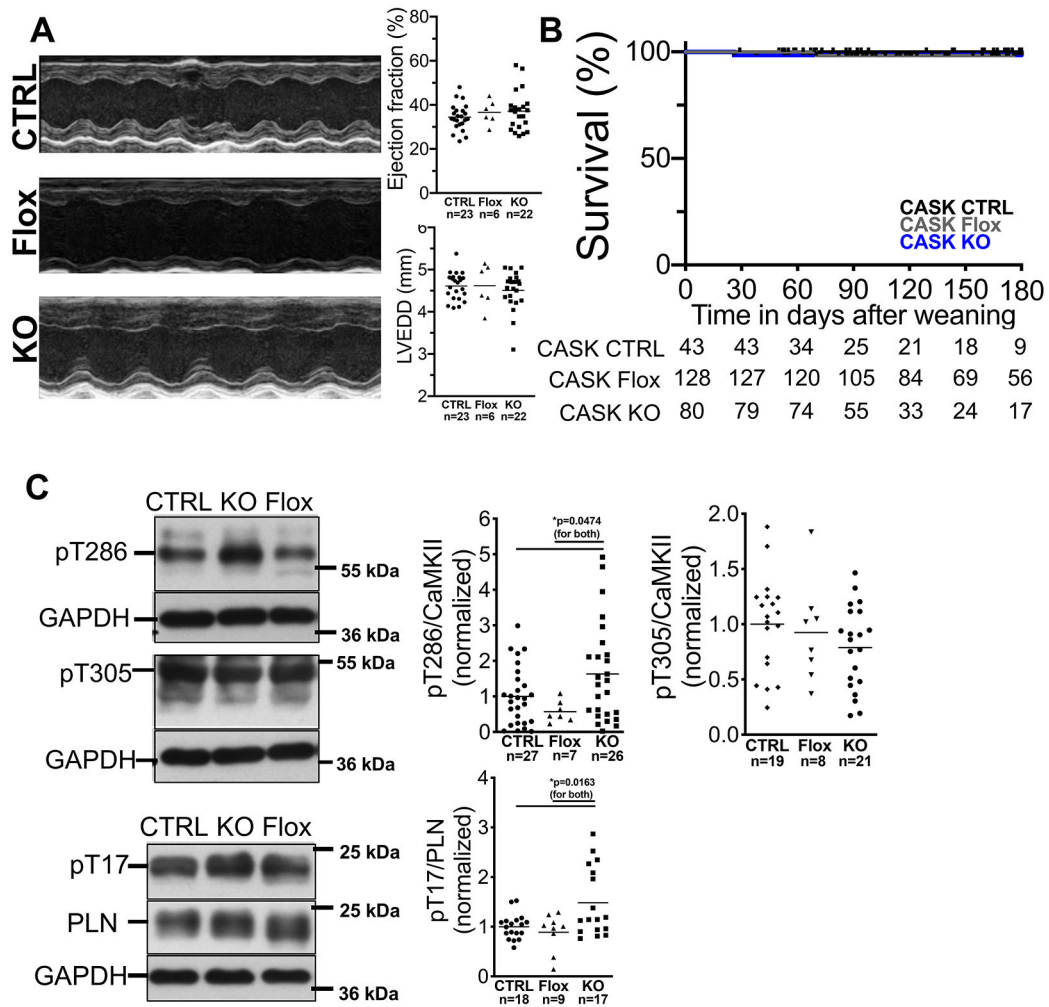 A
CTRL
Flox
KO
Ejection fraction (%)
80
60
40
20
0
CTRL Flox KO
n=23 n=6 n=22
LVEDD (mm)
6
5
4
3
2
CTRL Flox KO
n=23 n=6 n=22
B
Survival (%)
100
50
0
CASK CTRL
CASK Flox
CASK KO
0 30 60 90 120 150 180
Time in days after weaning
CASK CTRL 43 43 34 25 21 18 9
CASK Flox 128 127 120 105 84 69 56
CASK KO 80 79 74 55 33 24 17
C
CTRL KO Flox
pT286
55 kDa
GAPDH
36 kDa
pT305
55 kDa
GAPDH
36 kDa
pT286/CaMKII
(normalized)
6
5
4
3
2
1
0
*p=0.0474
(for both)
CTRL Flox KO
n=27 n=7 n=26
pT305/CaMKII
(normalized)
2.0
1.5
1.0
0.5
0.0
CTRL Flox KO
n=19 n=8 n=21
CTRL KO Flox
pT17
25 kDa
PLN
25 kDa
GAPDH
36 kDa
pT17/PLN
(normalized)
4
3
2
1
0
*p=0.0163
(for both)
CTRL Flox KO
n=18 n=9 n=17